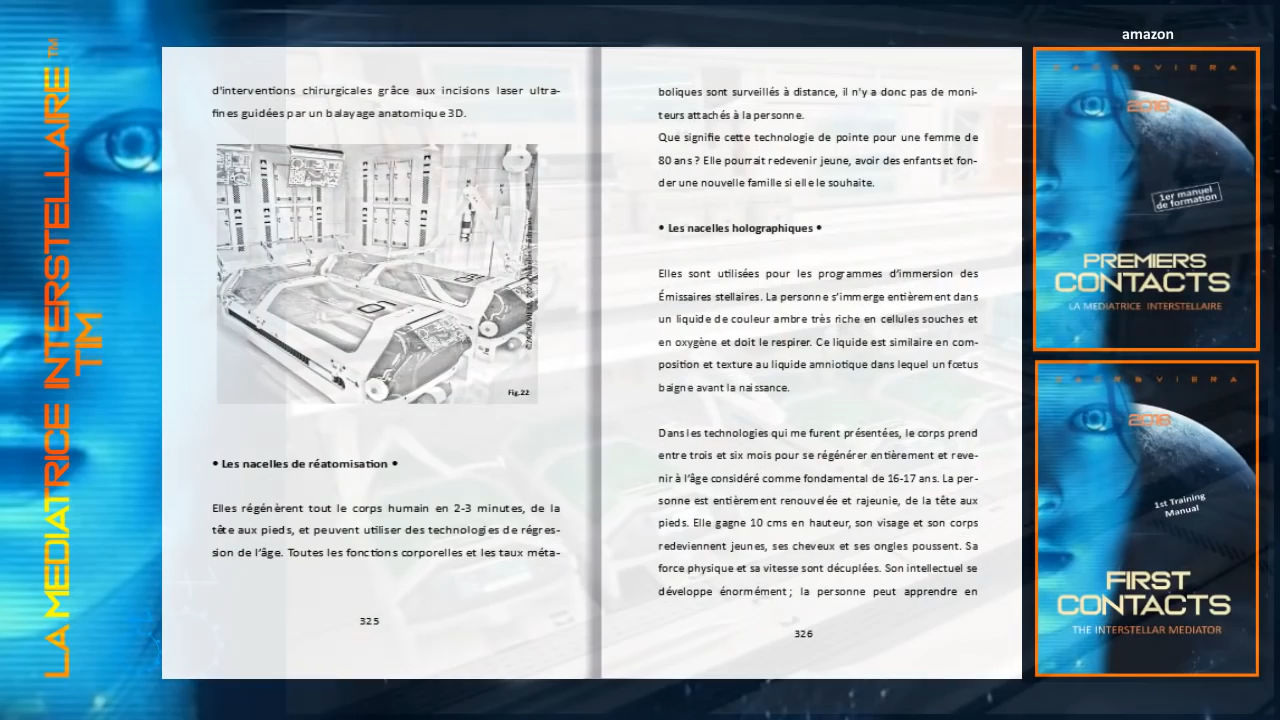 LA MEDIATRICE INTERSTELLAIRE™
TIM
d'interventions chirurgicales grâce aux incisions laser ultra-
fines guidées par un balayage anatomique 3D.
Fig.22
• Les nacelles de réatomisation •
Elles régénèrent tout le corps humain en 2-3 minutes, de la
tête aux pieds, et peuvent utiliser des technologies de régres-
sion de l'âge. Toutes les fonctions corporelles et les taux méta-
325
boliques sont surveillés à distance, il n'y a donc pas de moni-
teurs attachés à la personne.
Que signifie cette technologie de pointe pour une femme de
80 ans ? Elle pourrait redevenir jeune, avoir des enfants et fon-
der une nouvelle famille si elle le souhaite.
• Les nacelles holographiques •
Elles sont utilisées pour les programmes d'immersion des
Émissaires stellaires. La personne s'immerge entièrement dans
un liquide de couleur ambre très riche en cellules souches et
en oxygène et doit le respirer. Ce liquide est similaire en com-
position et texture au liquide amniotique dans lequel un fœtus
baigne avant la naissance.
Dans les technologies qui me furent présentées, le corps prend
entre trois et six mois pour se régénérer entièrement et reve-
nir à l'âge considéré comme fondamental de 16-17 ans. La per-
sonne est entièrement renouvelée et rajeunie, de la tête aux
pieds. Elle gagne 10 cms en hauteur, son visage et son corps
redeviennent jeunes, ses cheveux et ses ongles poussent. Sa
force physique et sa vitesse sont décuplées. Son intellectuel se
développe énormément ; la personne peut apprendre en
326
amazon
2018
1er manuel
de formation
PREMIERS
CONTACTS
LA MEDIATRICE INTERSTELLAIRE
2018
1st Training
Manual
FIRST
CONTACTS
THE INTERSTELLAR MEDIATOR